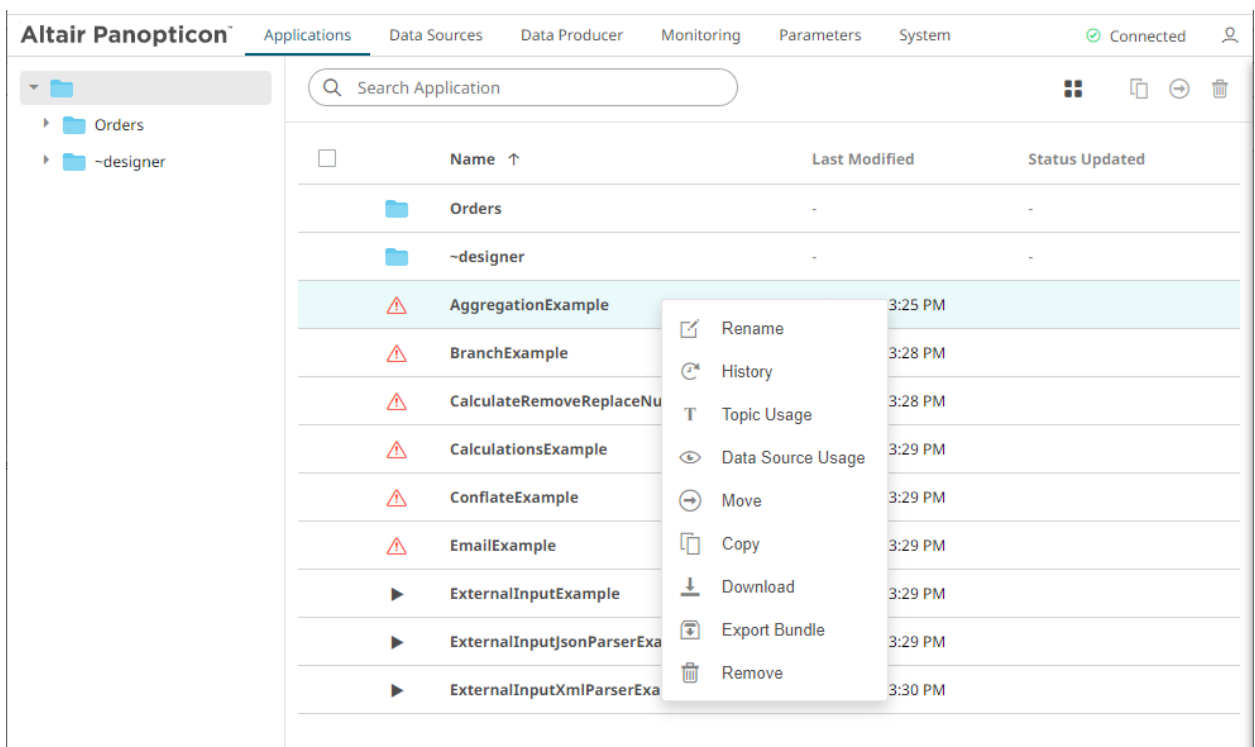 Altair Panopticon™ Applications Data Sources Data Producer Monitoring Parameters System Connected
Search Application
Orders
~designer
Name ↑ Last Modified Status Updated
Orders - -
~designer - -
AggregationExample 3:25 PM
BranchExample 3:28 PM
CalculateRemoveReplaceNu 3:28 PM
CalculationsExample 3:29 PM
ConflateExample 3:29 PM
EmailExample 3:29 PM
ExternalInputExample 3:29 PM
ExternalInputJsonParserExa 3:29 PM
ExternalInputXmlParserExa 3:30 PM
Rename
History
T Topic Usage
Data Source Usage
Move
Copy
Download
Export Bundle
Remove